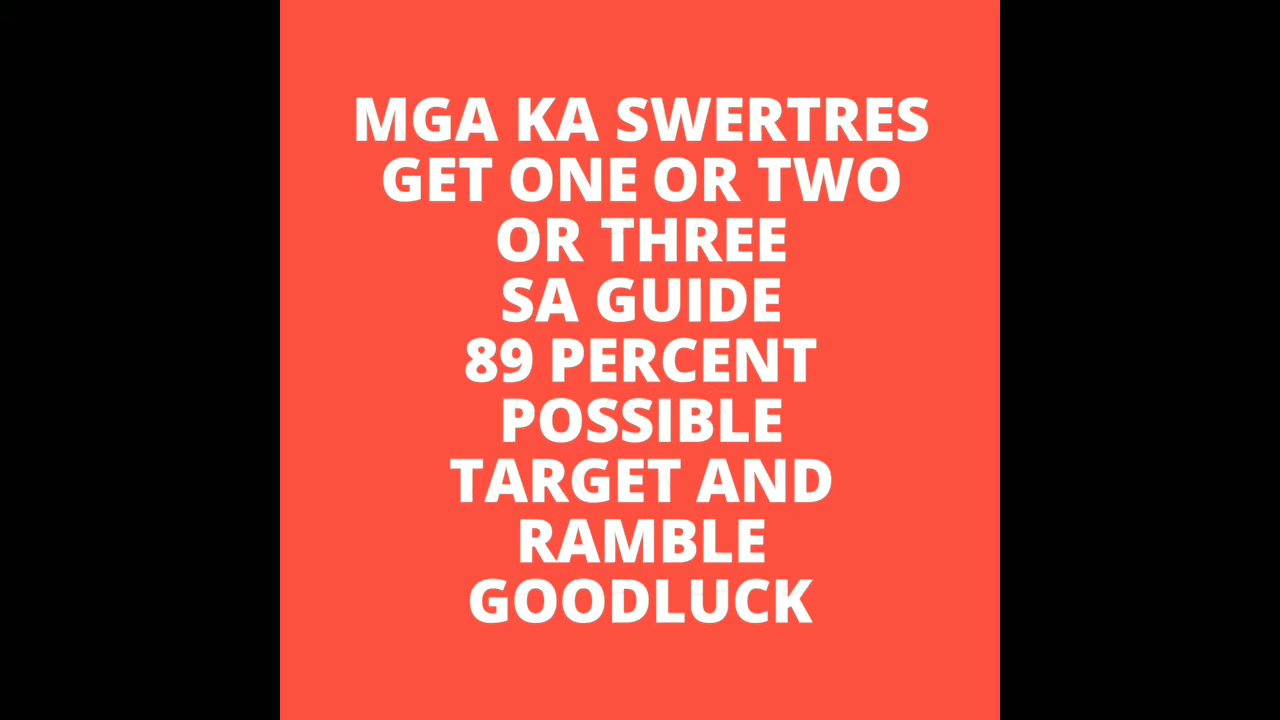 MGA KA SWERTRES
GET ONE OR TWO
OR THREE
SA GUIDE
89 PERCENT
POSSIBLE
TARGET AND
RAMBLE
GOODLUCK